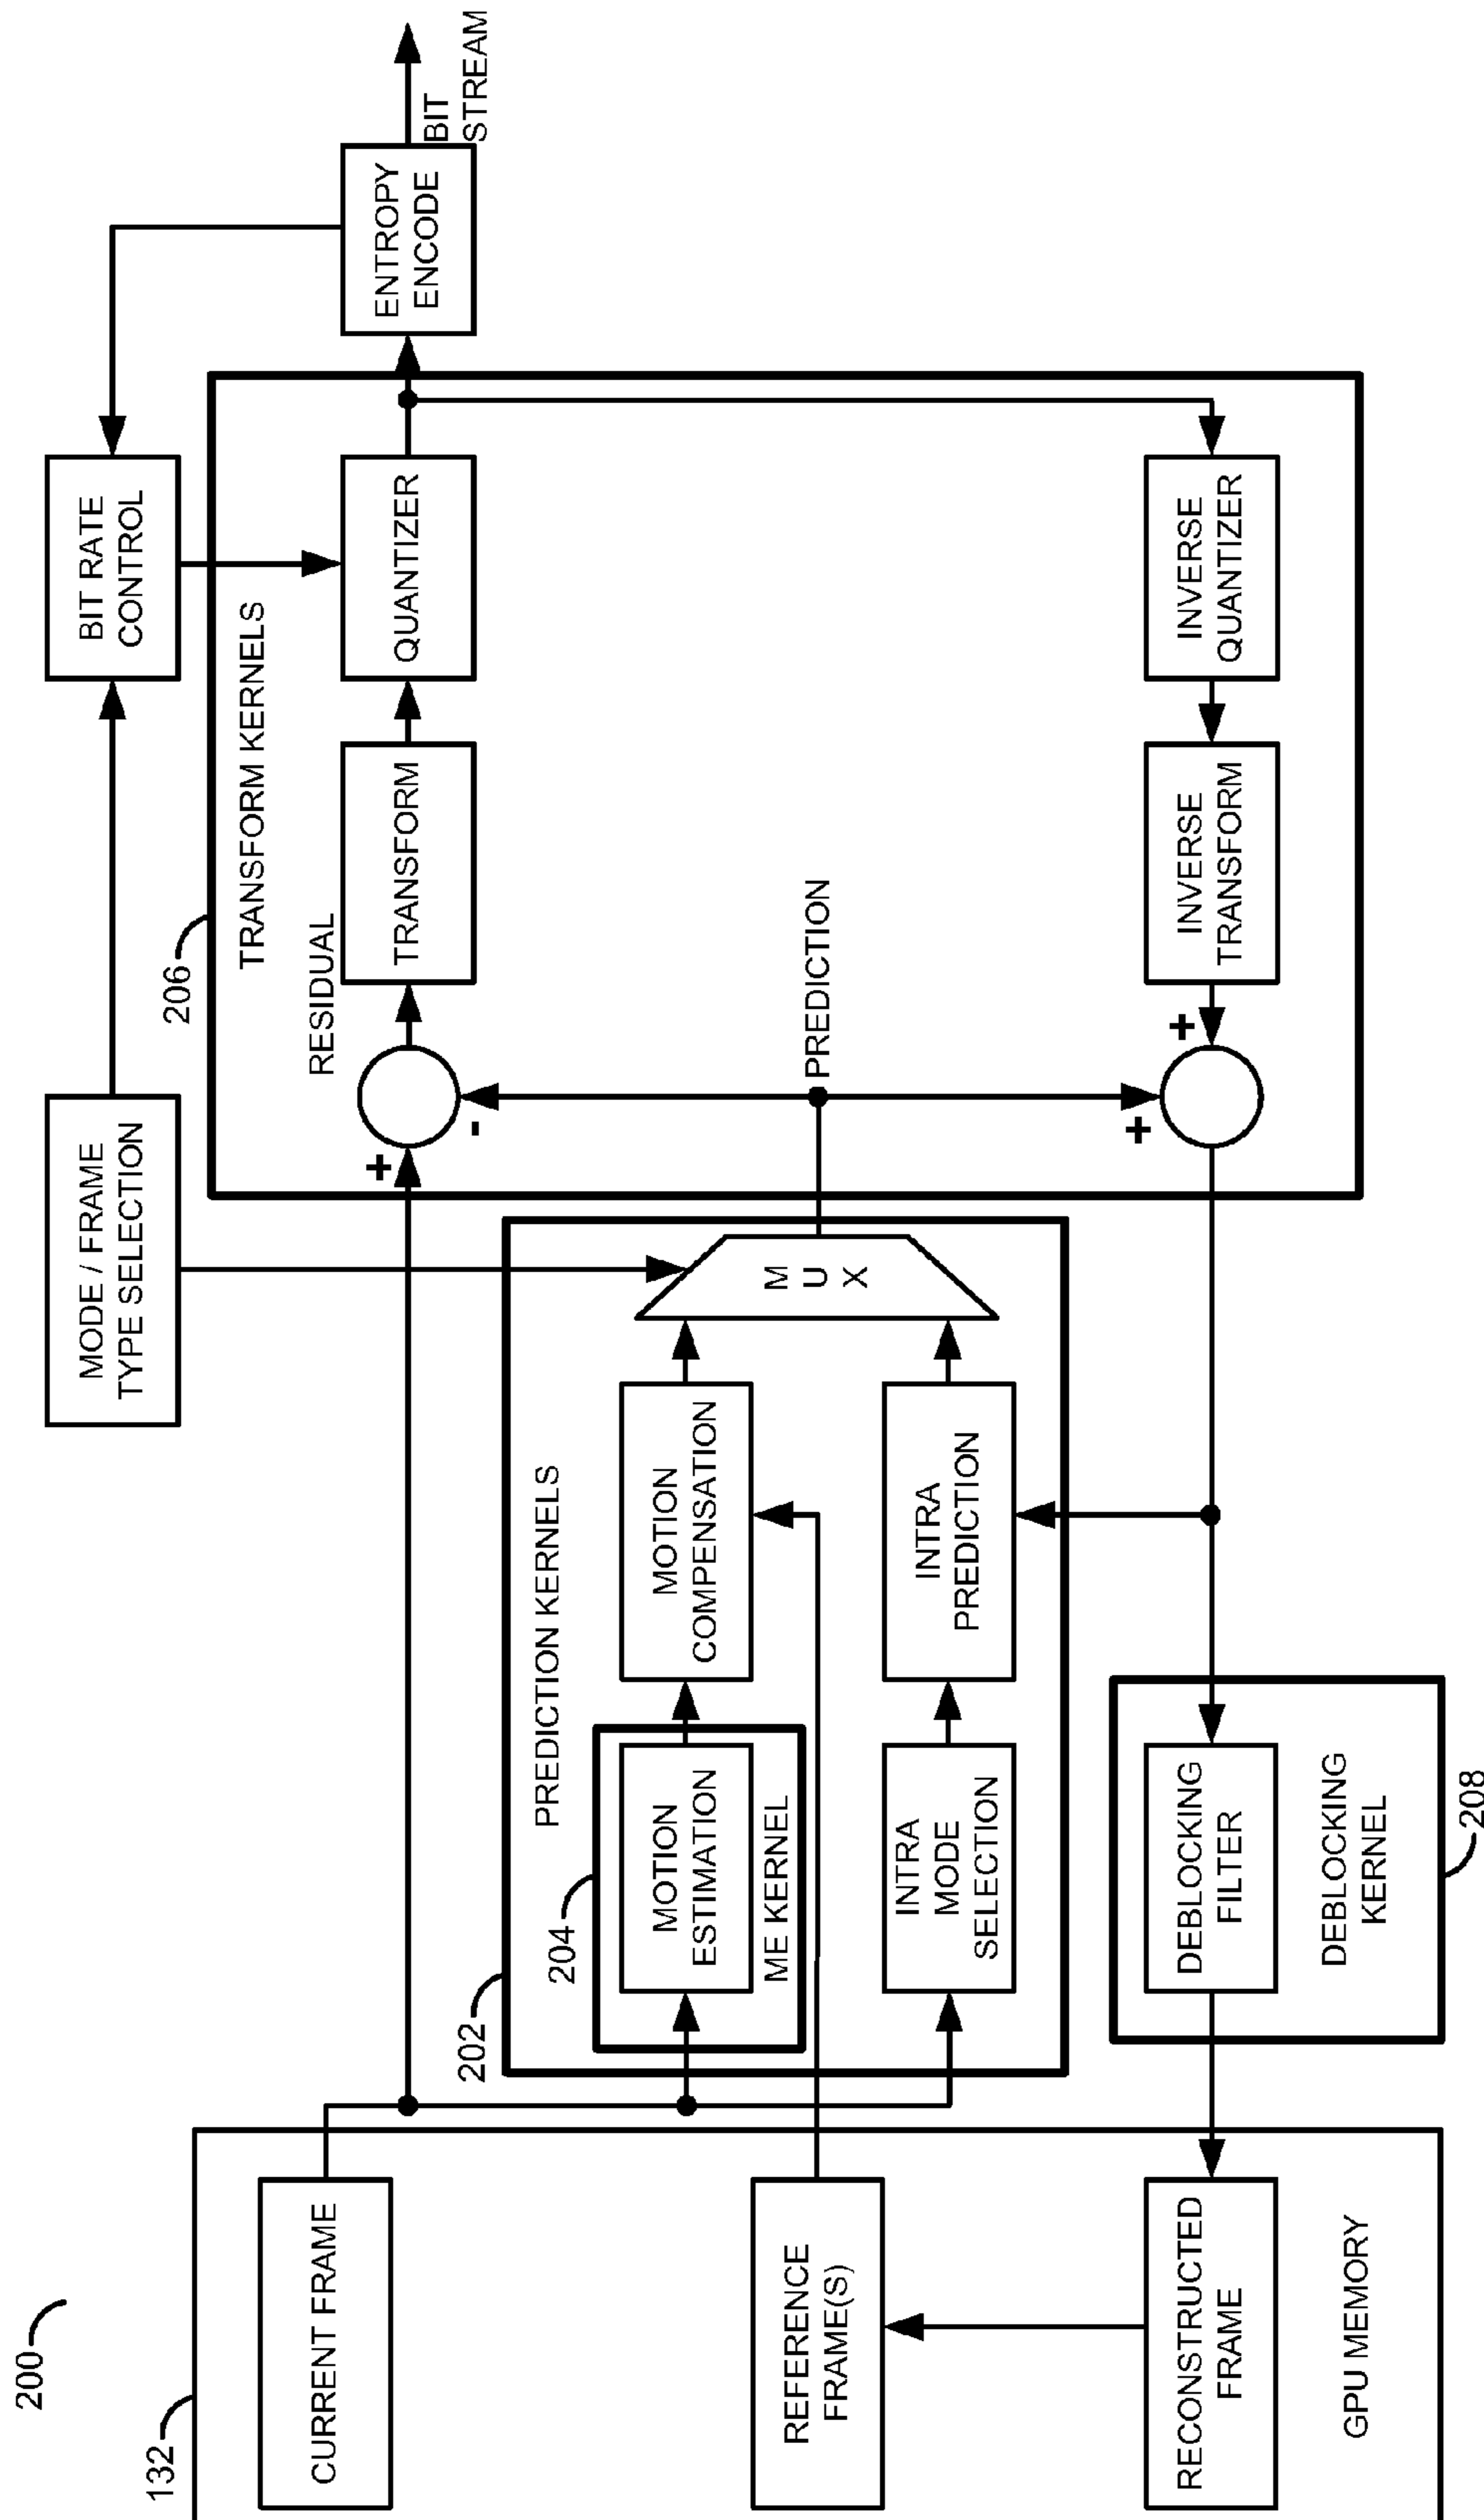 200
132
CURRENT FRAME
REFERENCE
FRAME(S)
RECONSTRUCTED
FRAME
GPU MEMORY
202
PREDICTION KERNELS
204
MOTION
ESTIMATION
ME KERNEL
MOTION
COMPENSATION
INTRA
MODE
SELECTION
INTRA
PREDICTION
M
U
X
DEBLOCKING
FILTER
DEBLOCKING
KERNEL
208
MODE / FRAME
TYPE SELECTION
BIT RATE
CONTROL
206
TRANSFORM KERNELS
+
-
RESIDUAL
TRANSFORM
QUANTIZER
PREDICTION
+
+
INVERSE
TRANSFORM
INVERSE
QUANTIZER
ENTROPY
ENCODE
BIT
STREAM